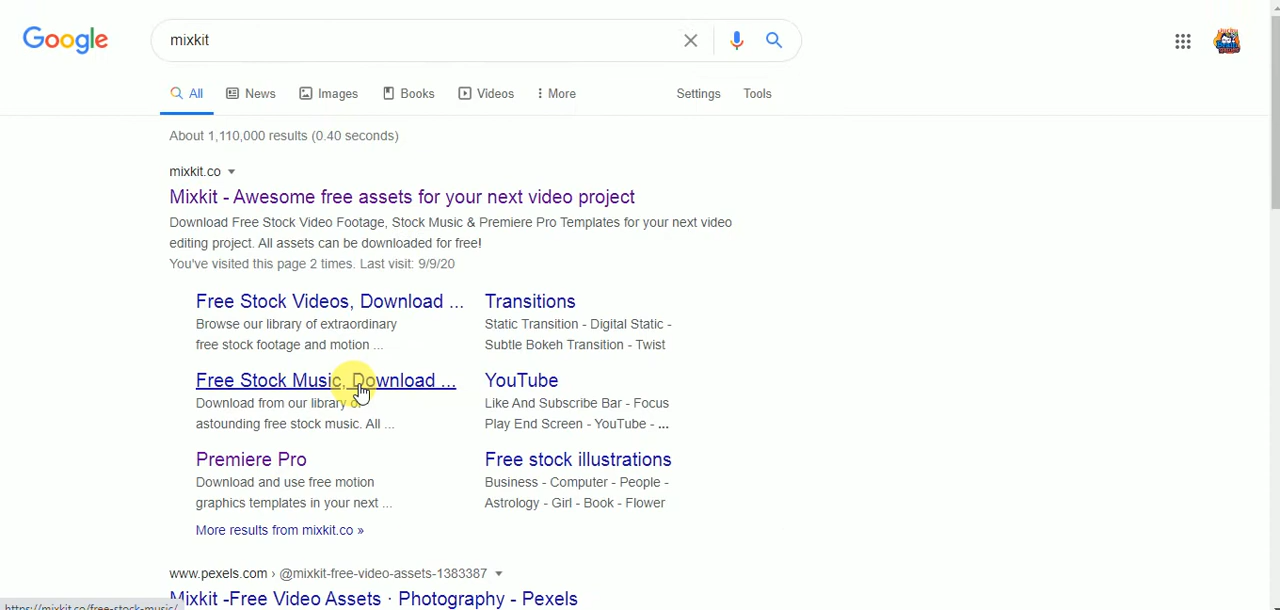 Google
mixkit
All News Images Books Videos More Settings Tools
About 1,110,000 results (0.40 seconds)
mixkit.co
Mixkit - Awesome free assets for your next video project
Download Free Stock Video Footage, Stock Music & Premiere Pro Templates for your next video
editing project. All assets can be downloaded for free!
You've visited this page 2 times. Last visit: 9/9/20
Free Stock Videos, Download ...
Browse our library of extraordinary
free stock footage and motion ...
Transitions
Static Transition - Digital Static -
Subtle Bokeh Transition - Twist
Free Stock Music, Download ...
Download from our library of
astounding free stock music. All ...
YouTube
Like And Subscribe Bar - Focus
Play End Screen - YouTube - ...
Premiere Pro
Download and use free motion
graphics templates in your next ...
Free stock illustrations
Business - Computer - People -
Astrology - Girl - Book - Flower
More results from mixkit.co »
www.pexels.com › @mixkit-free-video-assets-1383387
Mixkit -Free Video Assets · Photography - Pexels
https://mixkit.co/free-stock-music/